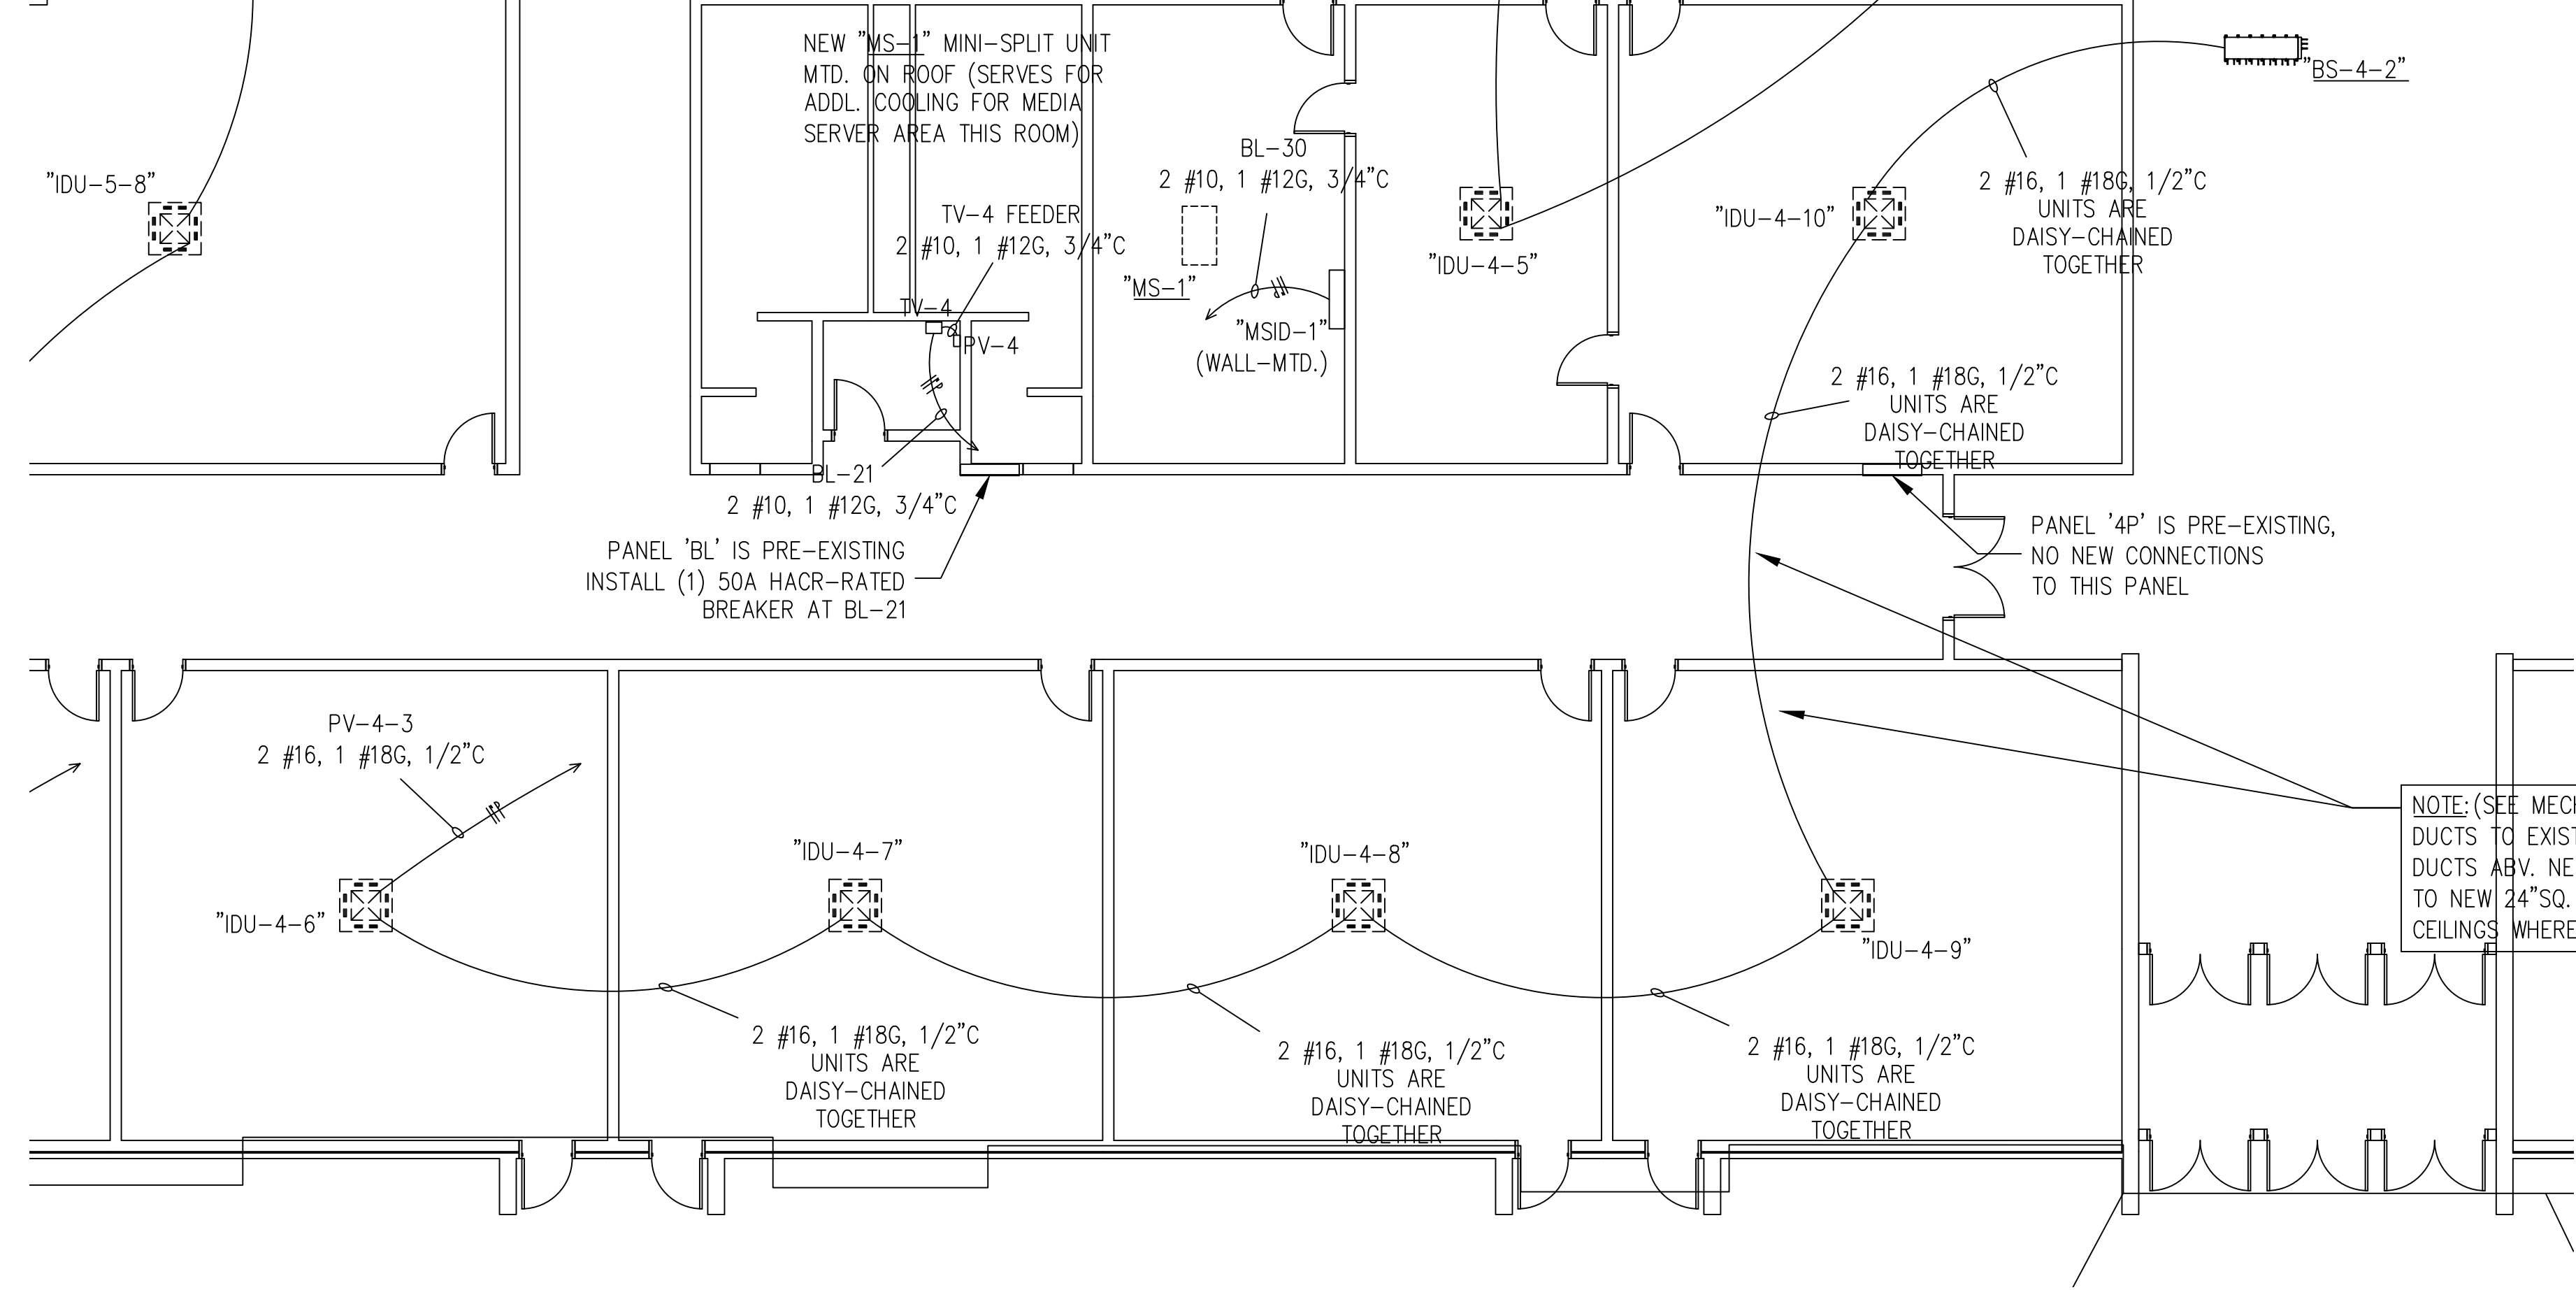 NEW "MS-1" MINI-SPLIT UNIT
MTD. ON ROOF (SERVES FOR
ADDL. COOLING FOR MEDIA
SERVER AREA THIS ROOM)
"BS-4-2"
"IDU-5-8"
BL-30
2 #10, 1 #12G, 3/4"C
2 #16, 1 #18G, 1/2"C
UNITS ARE
DAISY-CHAINED
TOGETHER
TV-4 FEEDER
2 #10, 1 #12G, 3/4"C
"IDU-4-10"
"IDU-4-5"
"MS-1"
TV-4
PV-4
"MSID-1"
(WALL-MTD.)
2 #16, 1 #18G, 1/2"C
UNITS ARE
DAISY-CHAINED
TOGETHER
BL-21
2 #10, 1 #12G, 3/4"C
PANEL 'BL' IS PRE-EXISTING
INSTALL (1) 50A HACR-RATED
BREAKER AT BL-21
PANEL '4P' IS PRE-EXISTING,
NO NEW CONNECTIONS
TO THIS PANEL
PV-4-3
2 #16, 1 #18G, 1/2"C
"IDU-4-6"
"IDU-4-7"
"IDU-4-8"
"IDU-4-9"
NOTE:(SEE
DUCTS TO
DUCTS ABV.
TO NEW 24"SQ.
CEILINGS WHERE
2 #16, 1 #18G, 1/2"C
UNITS ARE
DAISY-CHAINED
TOGETHER
2 #16, 1 #18G, 1/2"C
UNITS ARE
DAISY-CHAINED
TOGETHER
2 #16, 1 #18G, 1/2"C
UNITS ARE
DAISY-CHAINED
TOGETHER